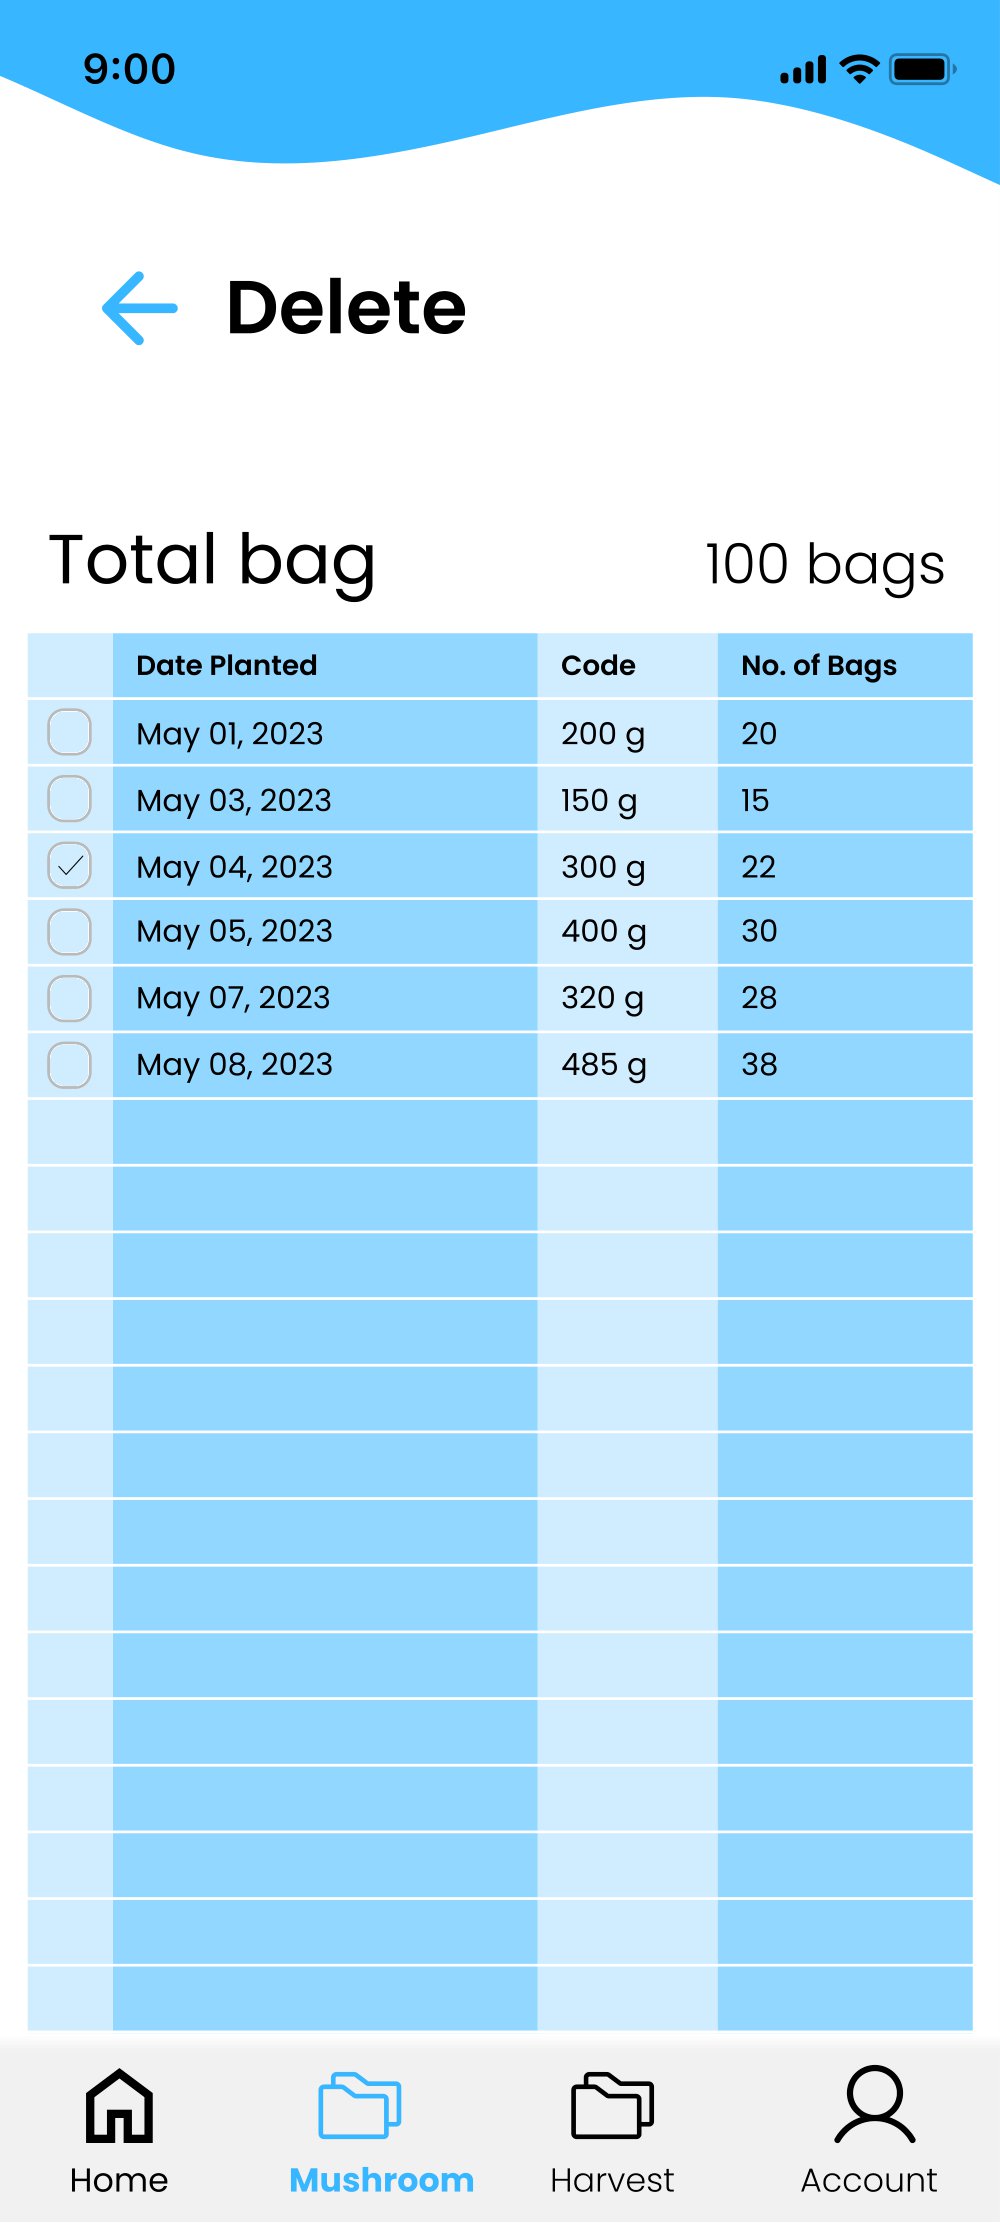 9:00
Delete
Total bag 100 bags
Date Planted Code No. of Bags
May 01, 2023 200 g 20
May 03, 2023 150 g 15
May 04, 2023 300 g 22
May 05, 2023 400 g 30
May 07, 2023 320 g 28
May 08, 2023 485 g 38
Home Mushroom Harvest Account